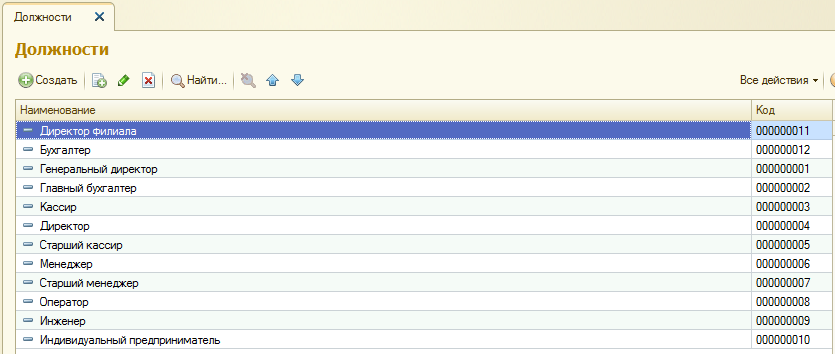 Должности
Должности
Создать Найти... Все действия
Наименование Код
Директор филиала 000000011
Бухгалтер 000000012
Генеральный директор 000000001
Главный бухгалтер 000000002
Кассир 000000003
Директор 000000004
Старший кассир 000000005
Менеджер 000000006
Старший менеджер 000000007
Оператор 000000008
Инженер 000000009
Индивидуальный предприниматель 000000010